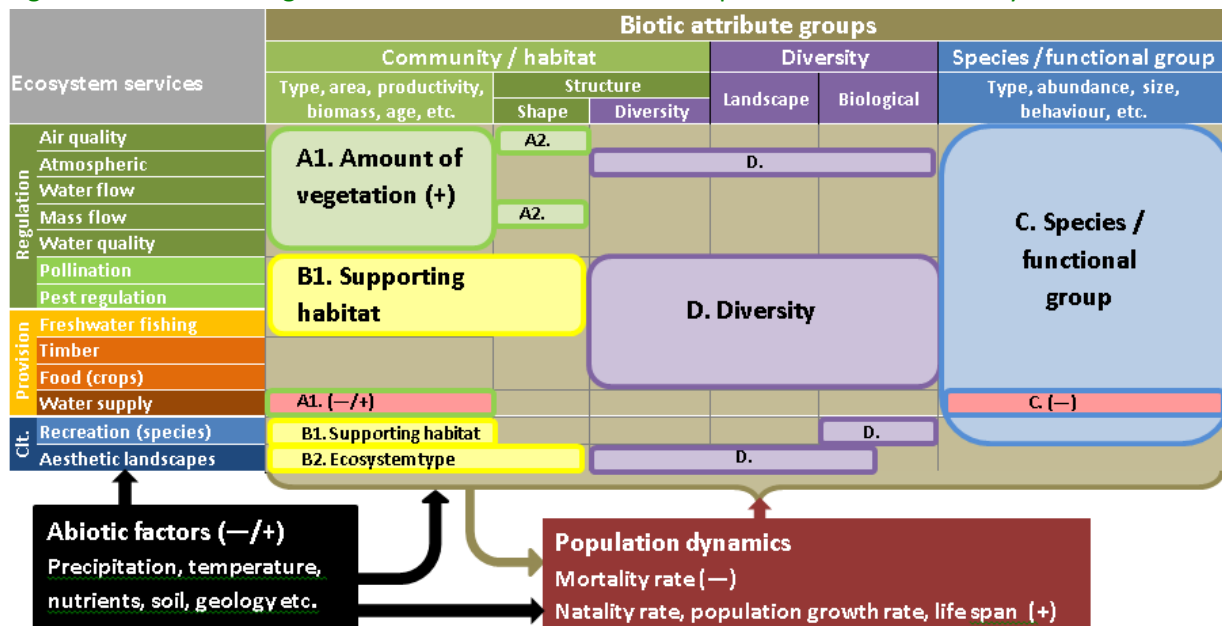 Biotic attribute groups
Ecosystem services
Community / habitat
Diversity
Species / functional group
Type, area, productivity,
biomass, age, etc.
Structure
Shape
Diversity
Landscape
Biological
Type, abundance, size,
behaviour, etc.
Regulation
Air quality
Atmospheric
Water flow
Mass flow
Water quality
Pollination
Pest regulation
Provision
Freshwater fishing
Timber
Food (crops)
Water supply
Clt.
Recreation (species)
Aesthetic landscapes
A1. Amount of
vegetation (+)
A2.
D.
A2.
B1. Supporting
habitat
D. Diversity
C. Species /
functional
group
A1. (—/+)
C. (—)
B1. Supporting habitat
D.
B2. Ecosystem type
D.
Abiotic factors (—/+)
Precipitation, temperature,
nutrients, soil, geology etc.
Population dynamics
Mortality rate (—)
Natality rate, population growth rate, life span (+)